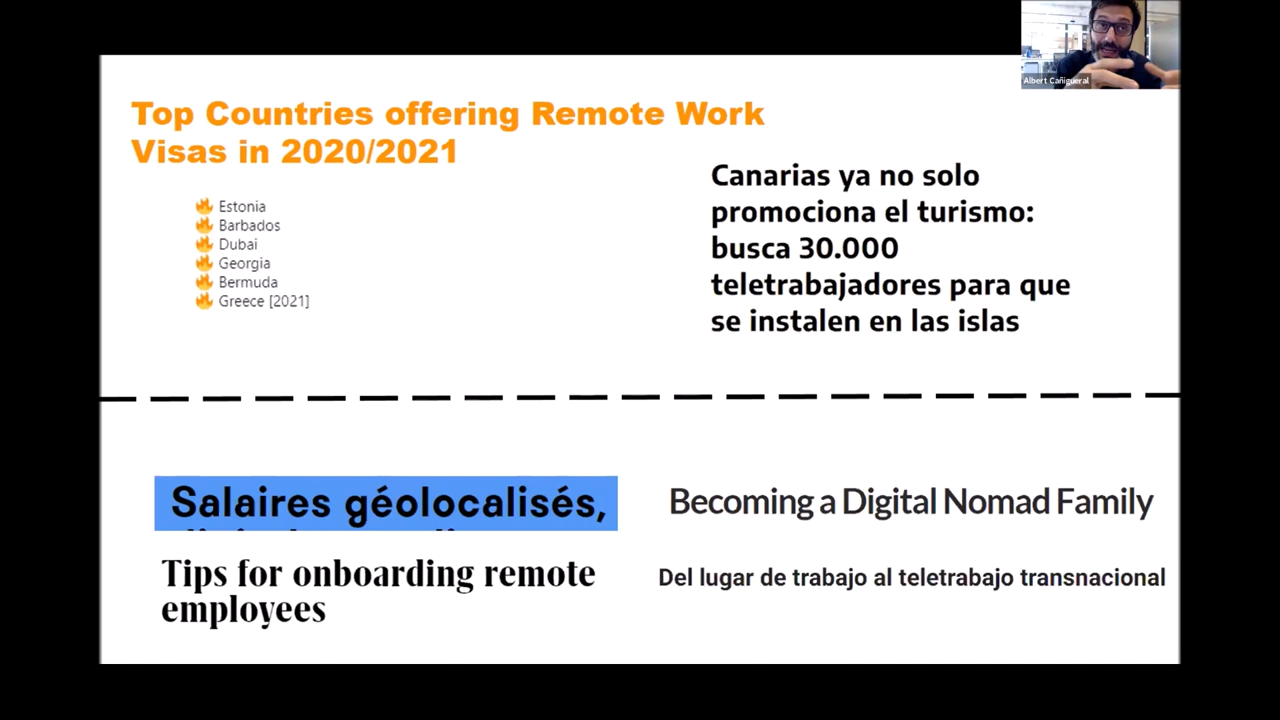 Albert Cañigueral
Top Countries offering Remote Work
Visas in 2020/2021
Estonia
Barbados
Dubai
Georgia
Bermuda
Greece [2021]
Canarias ya no solo
promociona el turismo:
busca 30.000
teletrabajadores para que
se instalen en las islas
Salaires géolocalisés,
Tips for onboarding remote
employees
Becoming a Digital Nomad Family
Del lugar de trabajo al teletrabajo transnacional